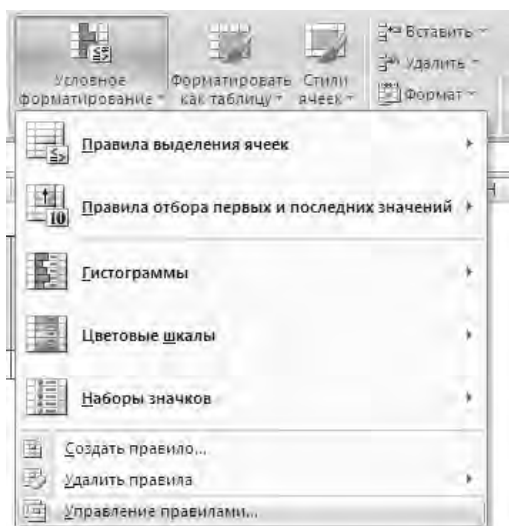 Условное форматирование
Форматировать как таблицу
Стили ячеек
Вставить
Удалить
Формат
Правила выделения ячеек
Правила отбора первых и последних значений
10
Гистограммы
Цветовые шкалы
Наборы значков
Создать правило...
Удалить правила
Управление правилами...